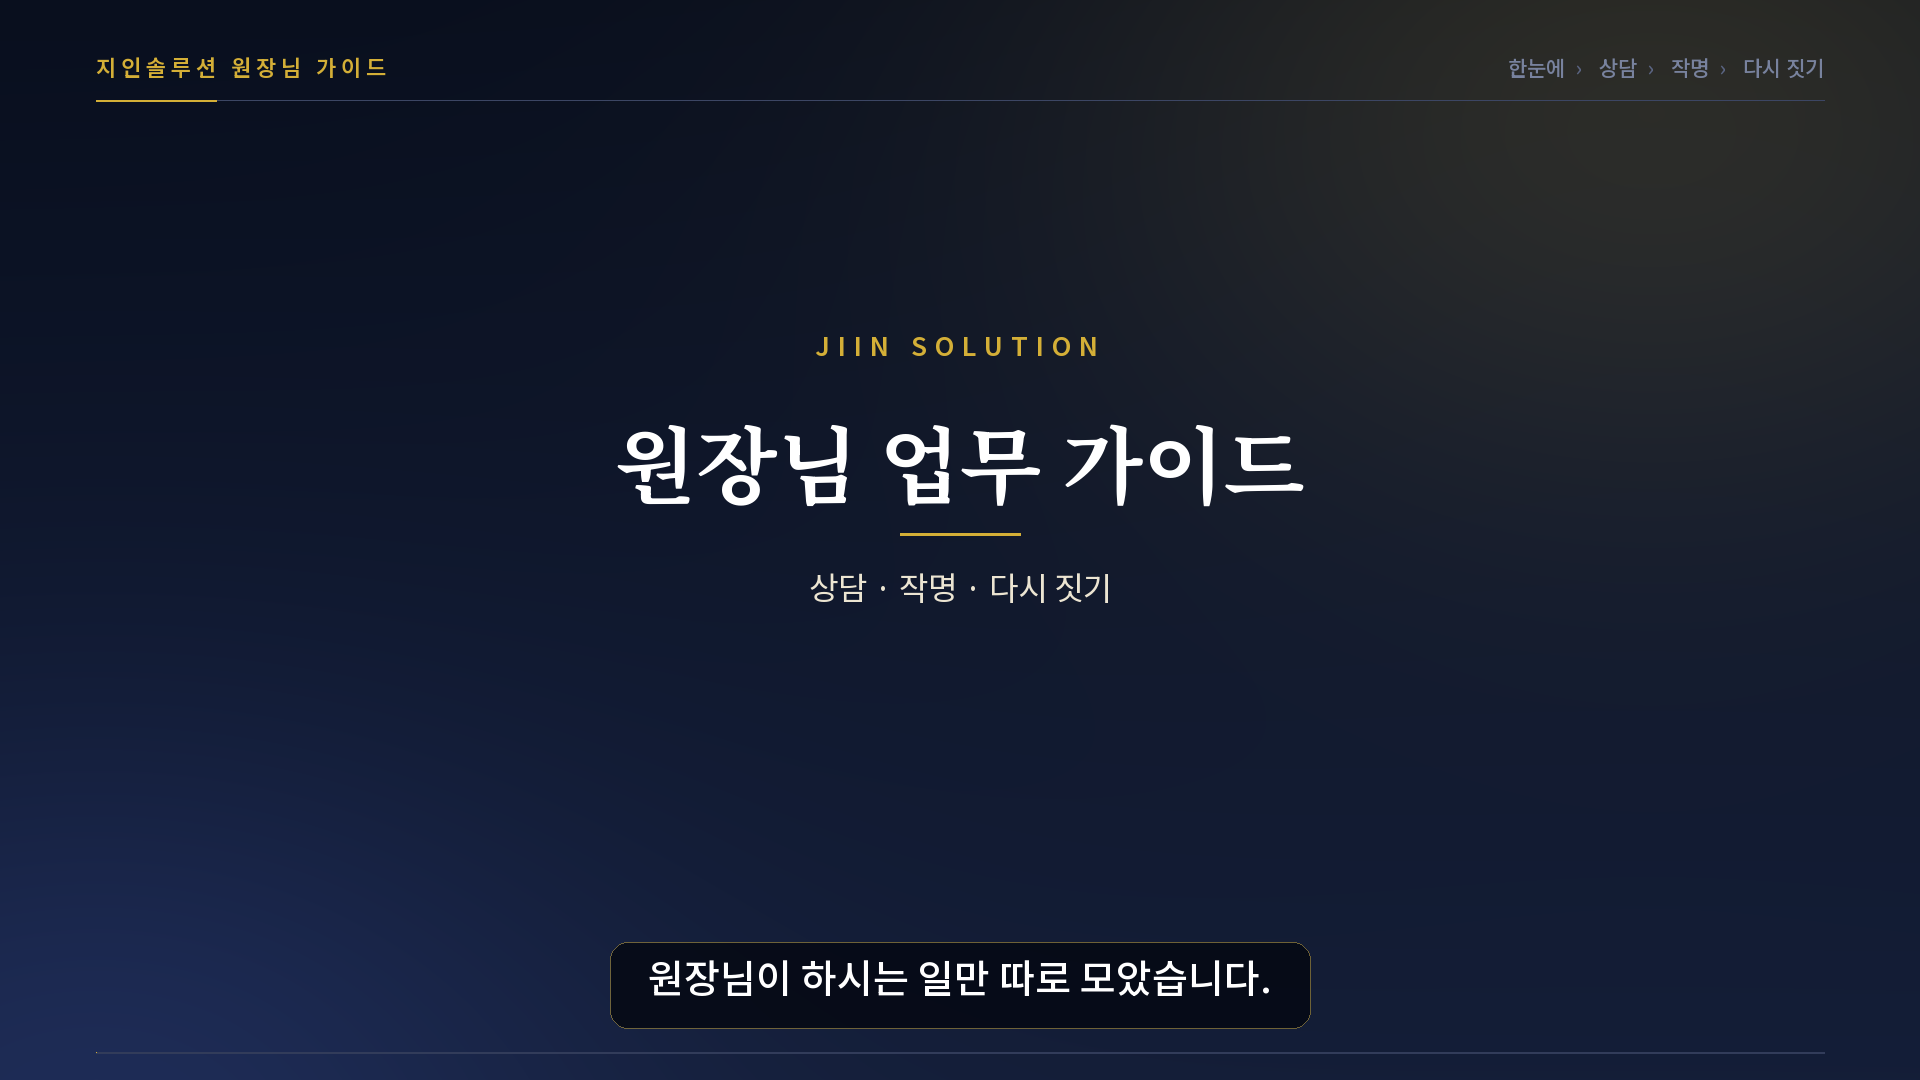 지인솔루션 원장님 가이드
한눈에 › 상담 › 작명 › 다시 짓기
JIIN SOLUTION
원장님 업무 가이드
상담 · 작명 · 다시 짓기
원장님이 하시는 일만 따로 모았습니다.